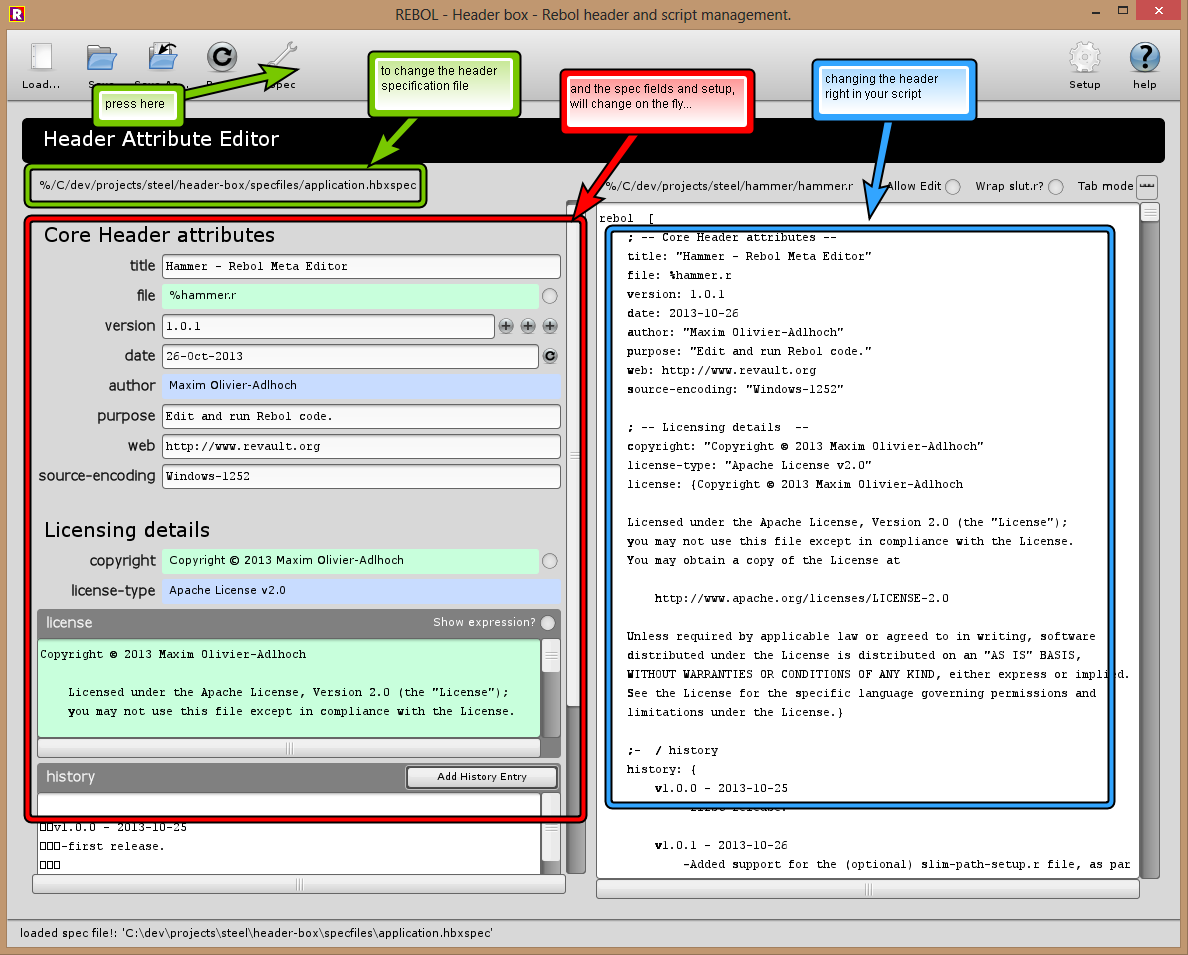 REBOL - Header box - Rebol header and script management.
Load...
Setup
help
press here
to change the header
specification file
and the spec fields and setup,
will change on the fly...
changing the header
right in your script
Header Attribute Editor
%/C/dev/projects/steel/header-box/specfiles/application.hbxspec
Core Header attributes
title Hammer - Rebol Meta Editor
file %hammer.r
version 1.0.1
date 26-Oct-2013
author Maxim Olivier-Adlhoch
purpose Edit and run Rebol code.
web http://www.revault.org
source-encoding Windows-1252
Licensing details
copyright Copyright © 2013 Maxim Olivier-Adlhoch
license-type Apache License v2.0
license Show expression?
Copyright © 2013 Maxim Olivier-Adlhoch
Licensed under the Apache License, Version 2.0 (the "License");
you may not use this file except in compliance with the License.
history Add History Entry
v1.0.0 - 2013-10-25
-first release.
%/C/dev/projects/steel/hammer/hammer.r Allow Edit Wrap slut.r? Tab mode
rebol [
; -- Core Header attributes --
title: "Hammer - Rebol Meta Editor"
file: %hammer.r
version: 1.0.1
date: 2013-10-26
author: "Maxim Olivier-Adlhoch"
purpose: "Edit and run Rebol code."
web: http://www.revault.org
source-encoding: "Windows-1252"
; -- Licensing details --
copyright: "Copyright © 2013 Maxim Olivier-Adlhoch"
license-type: "Apache License v2.0"
license: {Copyright © 2013 Maxim Olivier-Adlhoch
Licensed under the Apache License, Version 2.0 (the "License");
you may not use this file except in compliance with the License.
You may obtain a copy of the License at
http://www.apache.org/licenses/LICENSE-2.0
Unless required by applicable law or agreed to in writing, software
distributed under the License is distributed on an "AS IS" BASIS,
WITHOUT WARRANTIES OR CONDITIONS OF ANY KIND, either express or implied.
See the License for the specific language governing permissions and
limitations under the License.}
;- / history
history: {
v1.0.0 - 2013-10-25
-first release.
v1.0.1 - 2013-10-26
-Added support for the (optional) slim-path-setup.r file, as par
loaded spec file!: 'C:\dev\projects\steel\header-box\specfiles\application.hbxspec'